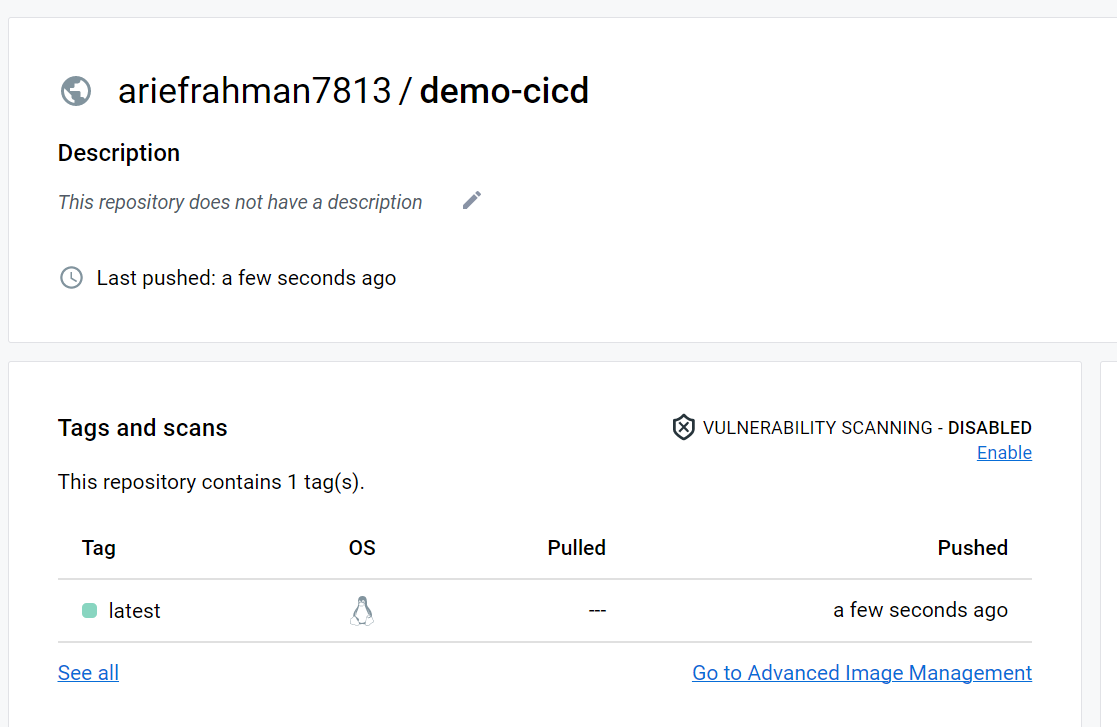 ariefrahman7813 / demo-cicd
Description
This repository does not have a description
Last pushed: a few seconds ago
Tags and scans
VULNERABILITY SCANNING - DISABLED
Enable
This repository contains 1 tag(s).
Tag OS Pulled Pushed
latest --- a few seconds ago
See all Go to Advanced Image Management